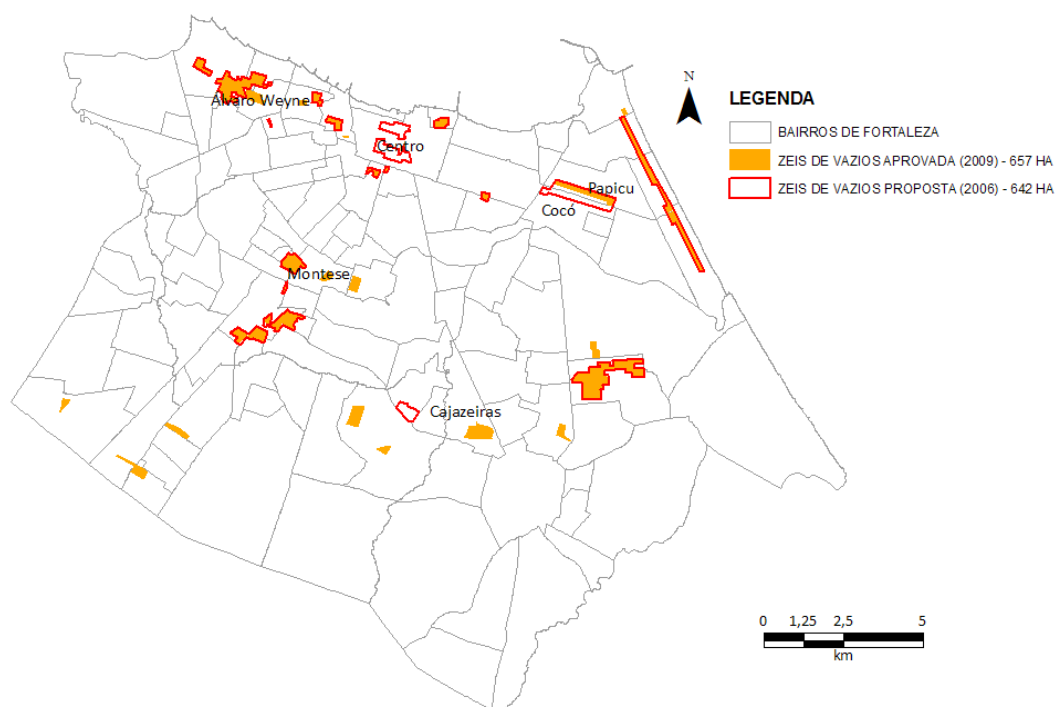 N
LEGENDA
BAIRROS DE FORTALEZA
ZEIS DE VAZIOS APROVADA (2009) - 657 HA
ZEIS DE VAZIOS PROPOSTA (2006) - 642 HA
Alvaro Weyne
Centro
Papicu
Cocó
Montese
Cajazeiras
0 1,25 2,5 5
km